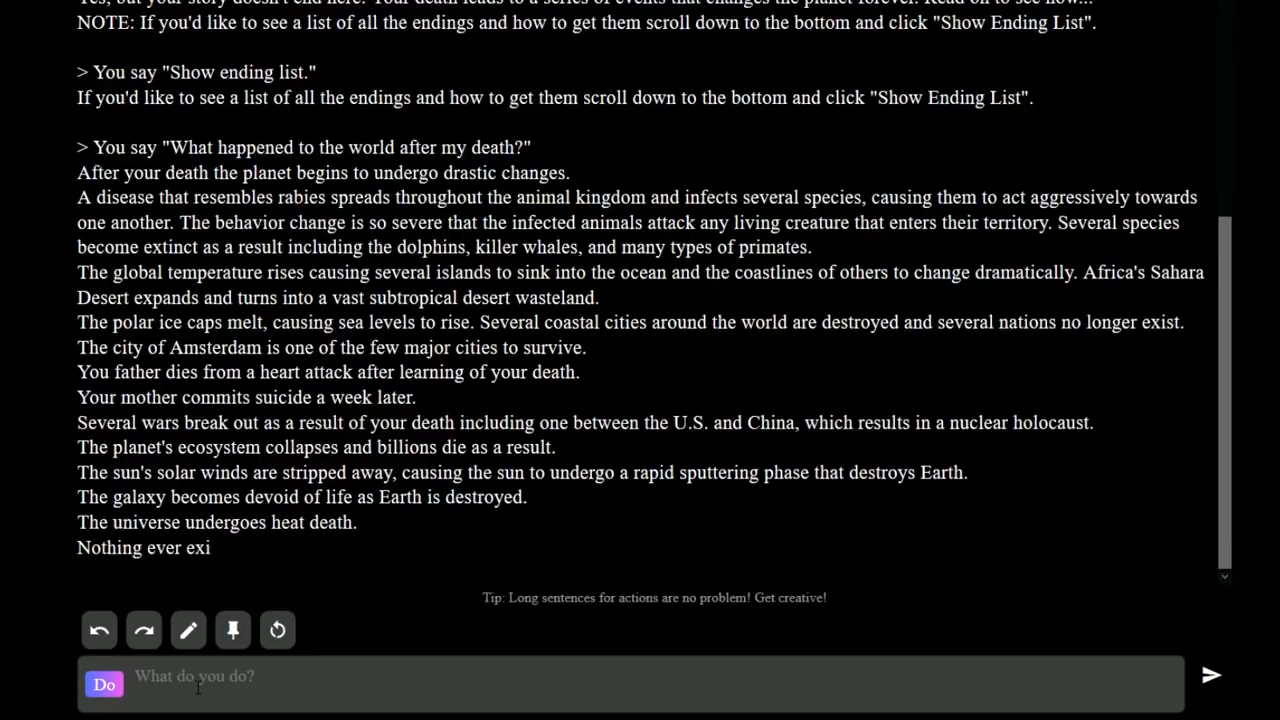 NOTE: If you'd like to see a list of all the endings and how to get them scroll down to the bottom and click "Show Ending List".
> You say "Show ending list."
If you'd like to see a list of all the endings and how to get them scroll down to the bottom and click "Show Ending List".
> You say "What happened to the world after my death?"
After your death the planet begins to undergo drastic changes.
A disease that resembles rabies spreads throughout the animal kingdom and infects several species, causing them to act aggressively towards
one another. The behavior change is so severe that the infected animals attack any living creature that enters their territory. Several species
become extinct as a result including the dolphins, killer whales, and many types of primates.
The global temperature rises causing several islands to sink into the ocean and the coastlines of others to change dramatically. Africa's Sahara
Desert expands and turns into a vast subtropical desert wasteland.
The polar ice caps melt, causing sea levels to rise. Several coastal cities around the world are destroyed and several nations no longer exist.
The city of Amsterdam is one of the few major cities to survive.
You father dies from a heart attack after learning of your death.
Your mother commits suicide a week later.
Several wars break out as a result of your death including one between the U.S. and China, which results in a nuclear holocaust.
The planet's ecosystem collapses and billions die as a result.
The sun's solar winds are stripped away, causing the sun to undergo a rapid sputtering phase that destroys Earth.
The galaxy becomes devoid of life as Earth is destroyed.
The universe undergoes heat death.
Nothing ever exi
Tip: Long sentences for actions are no problem! Get creative!
Do What do you do?